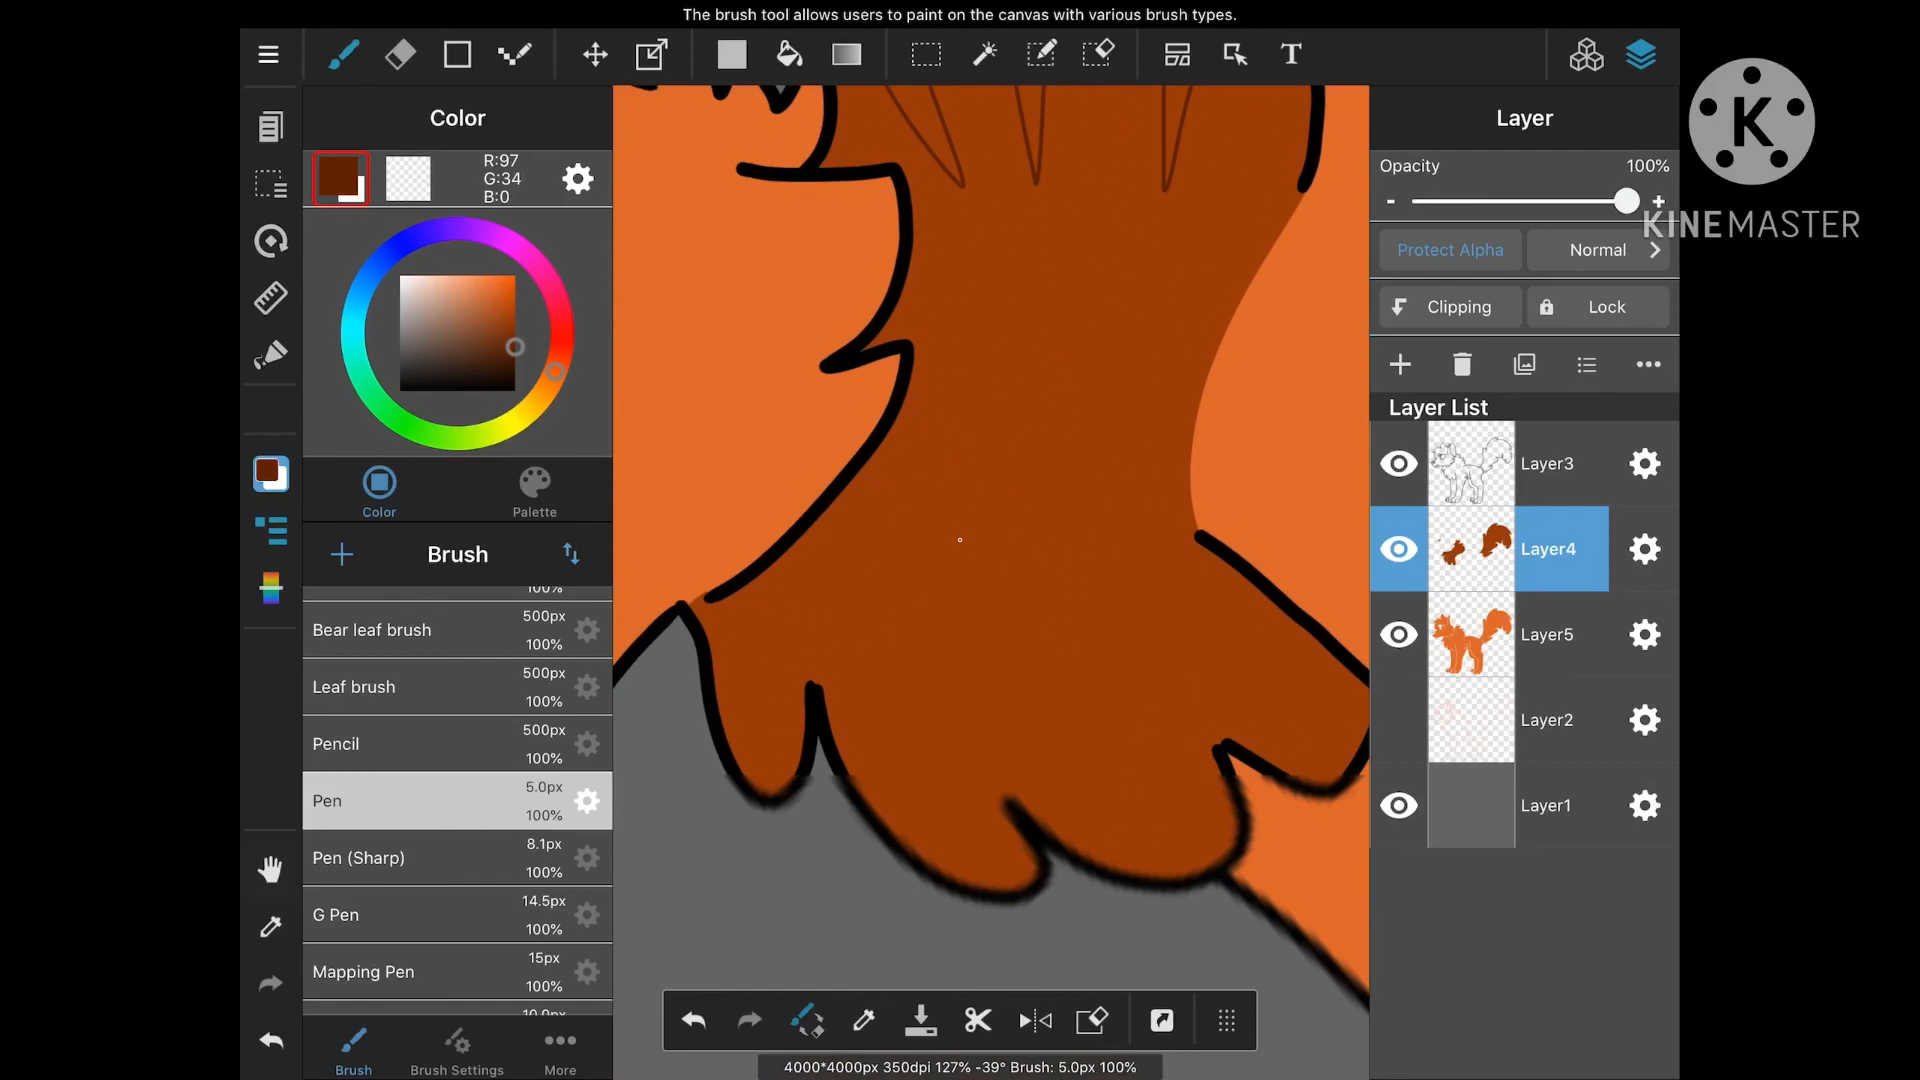 The brush tool allows users to paint on the canvas with various brush types.
T
Color
R:97
G:34
B:0
Color
Palette
Brush
100%
Bear leaf brush
500px
100%
Leaf brush
500px
100%
Pencil
500px
100%
Pen
5.0px
100%
Pen (Sharp)
8.1px
100%
G Pen
14.5px
100%
Mapping Pen
15px
100%
10.0px
Brush
Brush Settings
More
4000*4000px 350dpi 127% -39° Brush: 5.0px 100%
Layer
Opacity
100%
-
+
Protect Alpha
Normal
Clipping
Lock
Layer List
Layer3
Layer4
Layer5
Layer2
Layer1
K
KINEMASTER